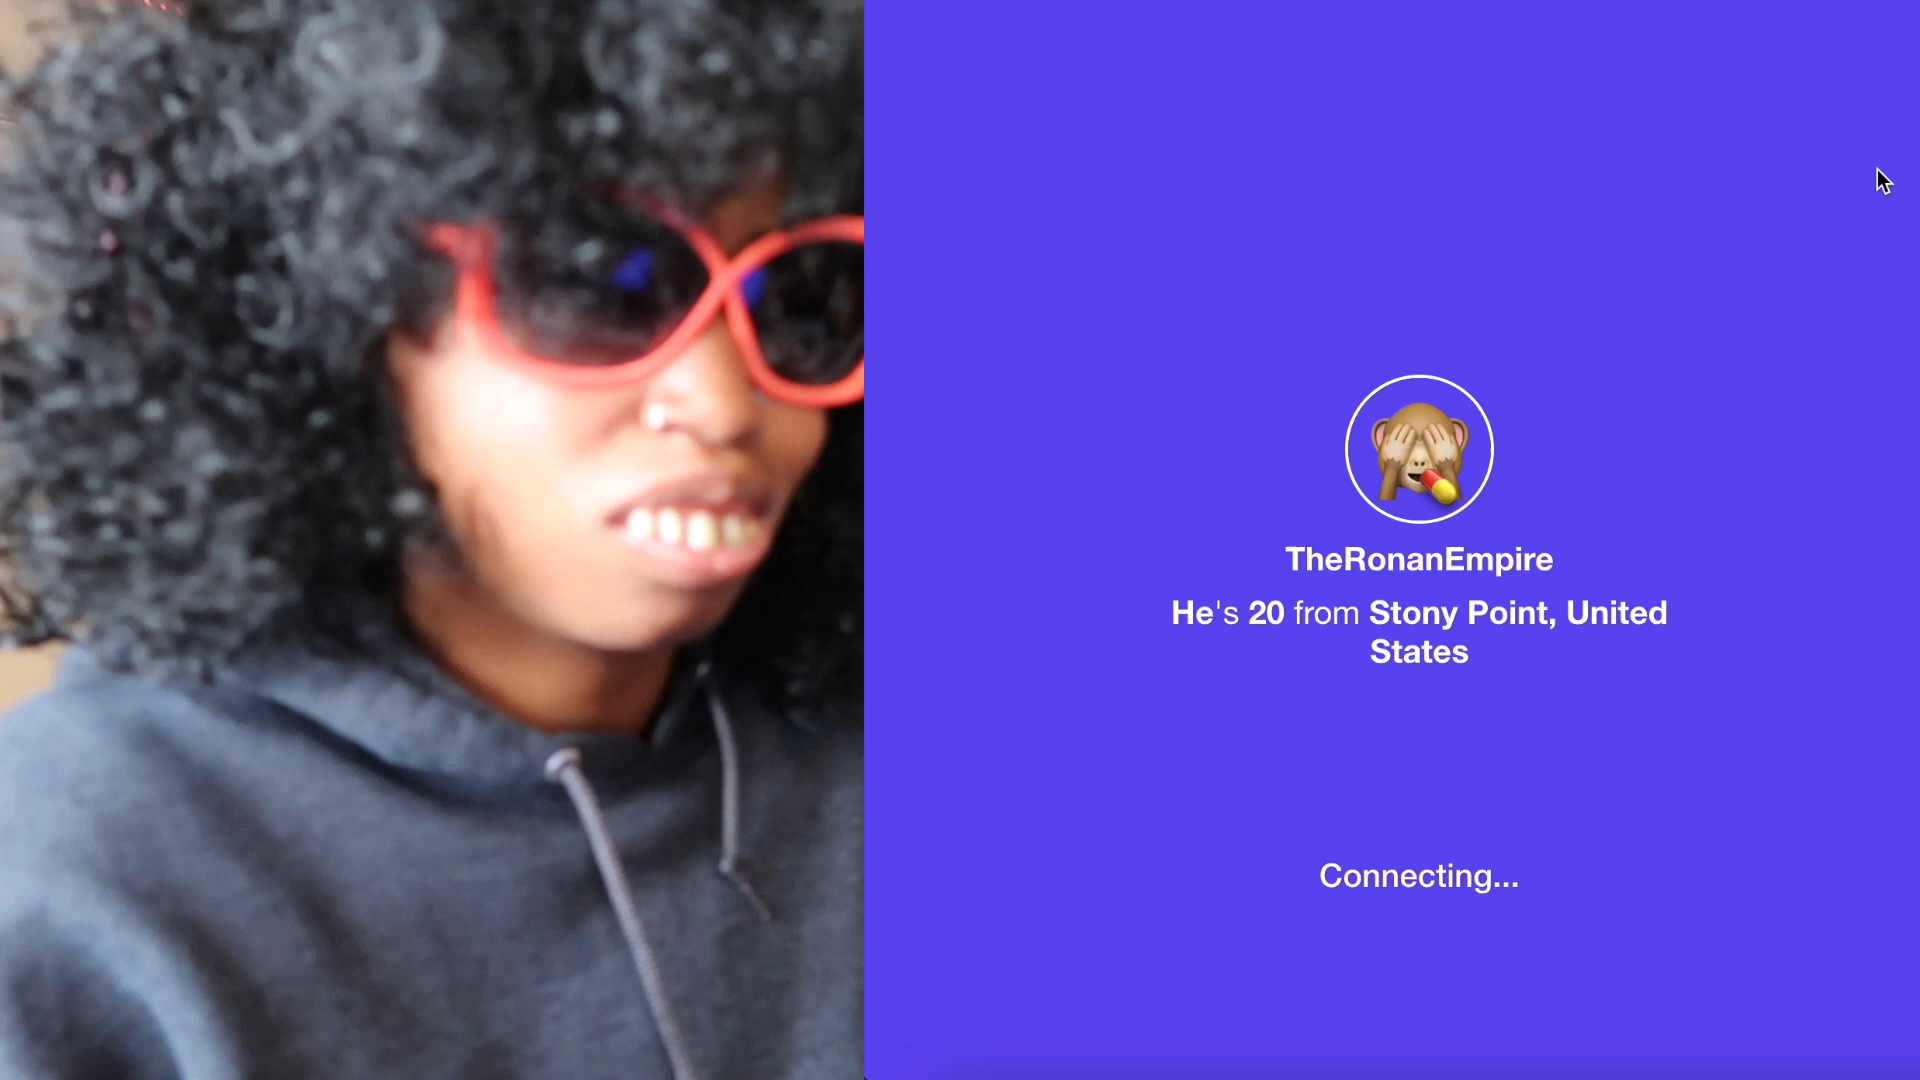 TheRonanEmpire
He's 20 from Stony Point, United
States
Connecting...